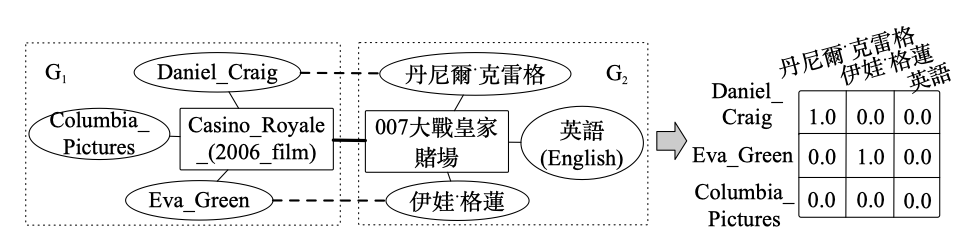 G1
Daniel_Craig
Columbia_
Pictures
Casino_Royale
_(2006_film)
Eva_Green
G2
丹尼爾·克雷格
007大戰皇家
賭場
英語
(English)
伊娃·格蓮
丹尼爾·克雷格
伊娃·格蓮
英語
Daniel_
Craig
1.0 0.0 0.0
Eva_Green
0.0 1.0 0.0
Columbia_
Pictures
0.0 0.0 0.0